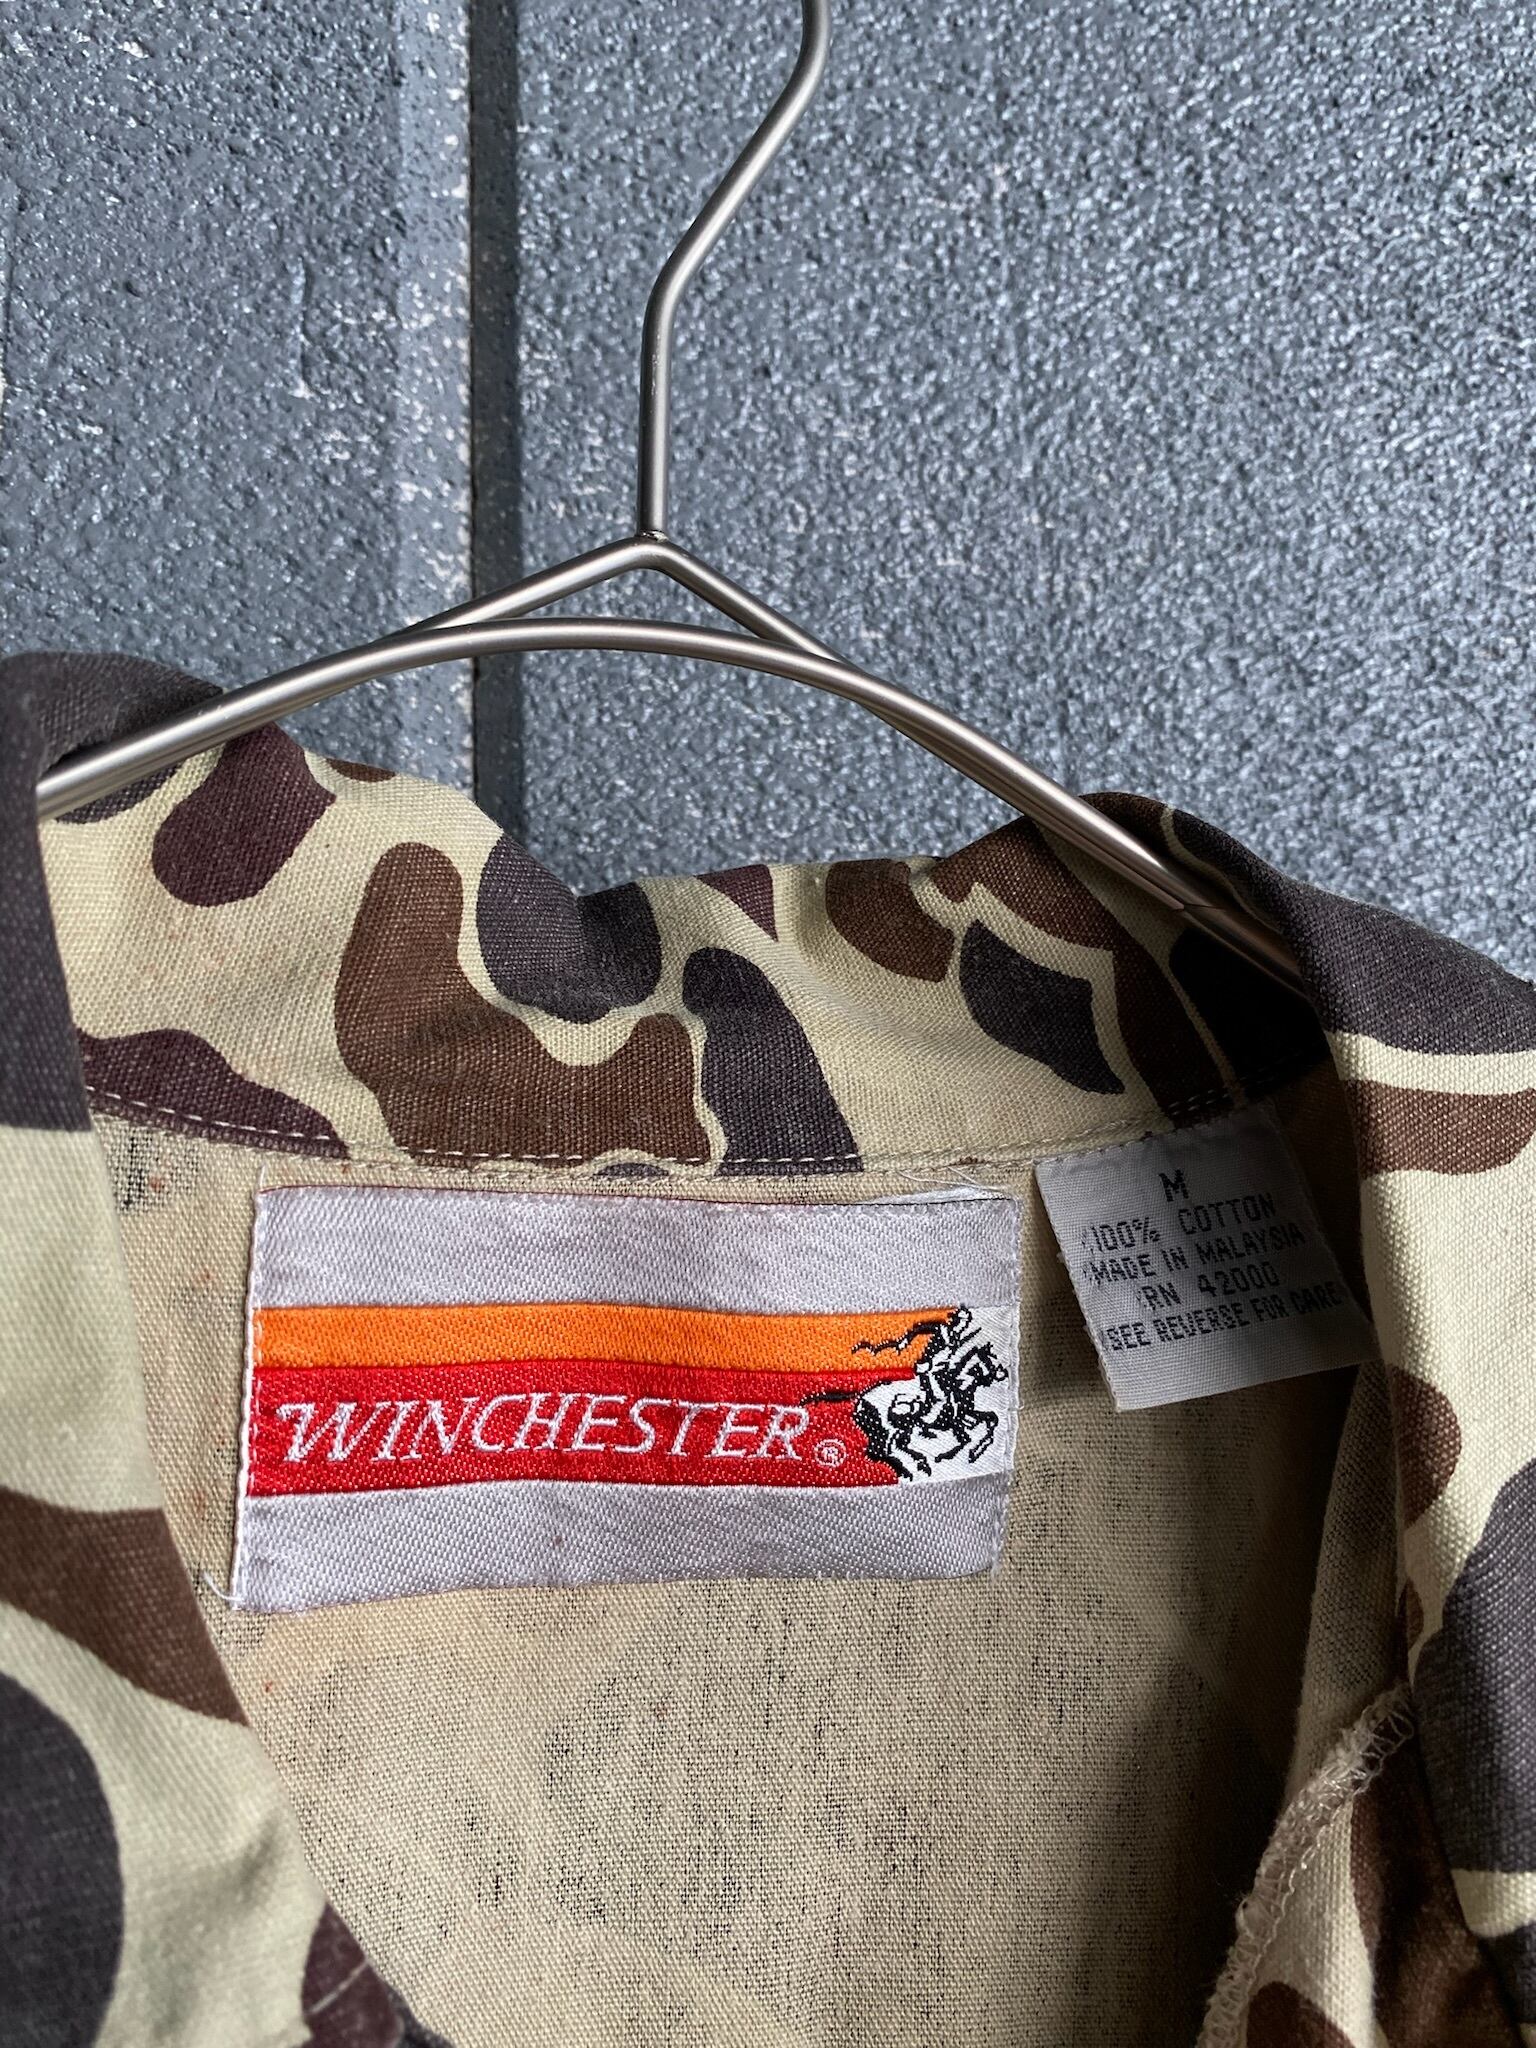 WINCHESTER®
M
100% COTTON
MADE IN MALAYSIA
RN 42000
SEE REVERSE FOR CARE